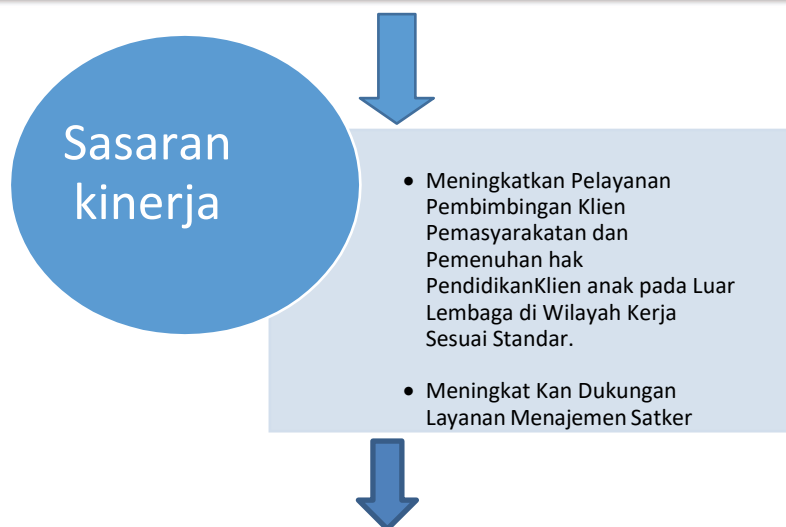 Sasaran
kinerja
• Meningkatkan Pelayanan
Pembimbingan Klien
Pemasyarakatan dan
Pemenuhan hak
PendidikanKlien anak pada Luar
Lembaga di Wilayah Kerja
Sesuai Standar.
• Meningkat Kan Dukungan
Layanan Menajemen Satker